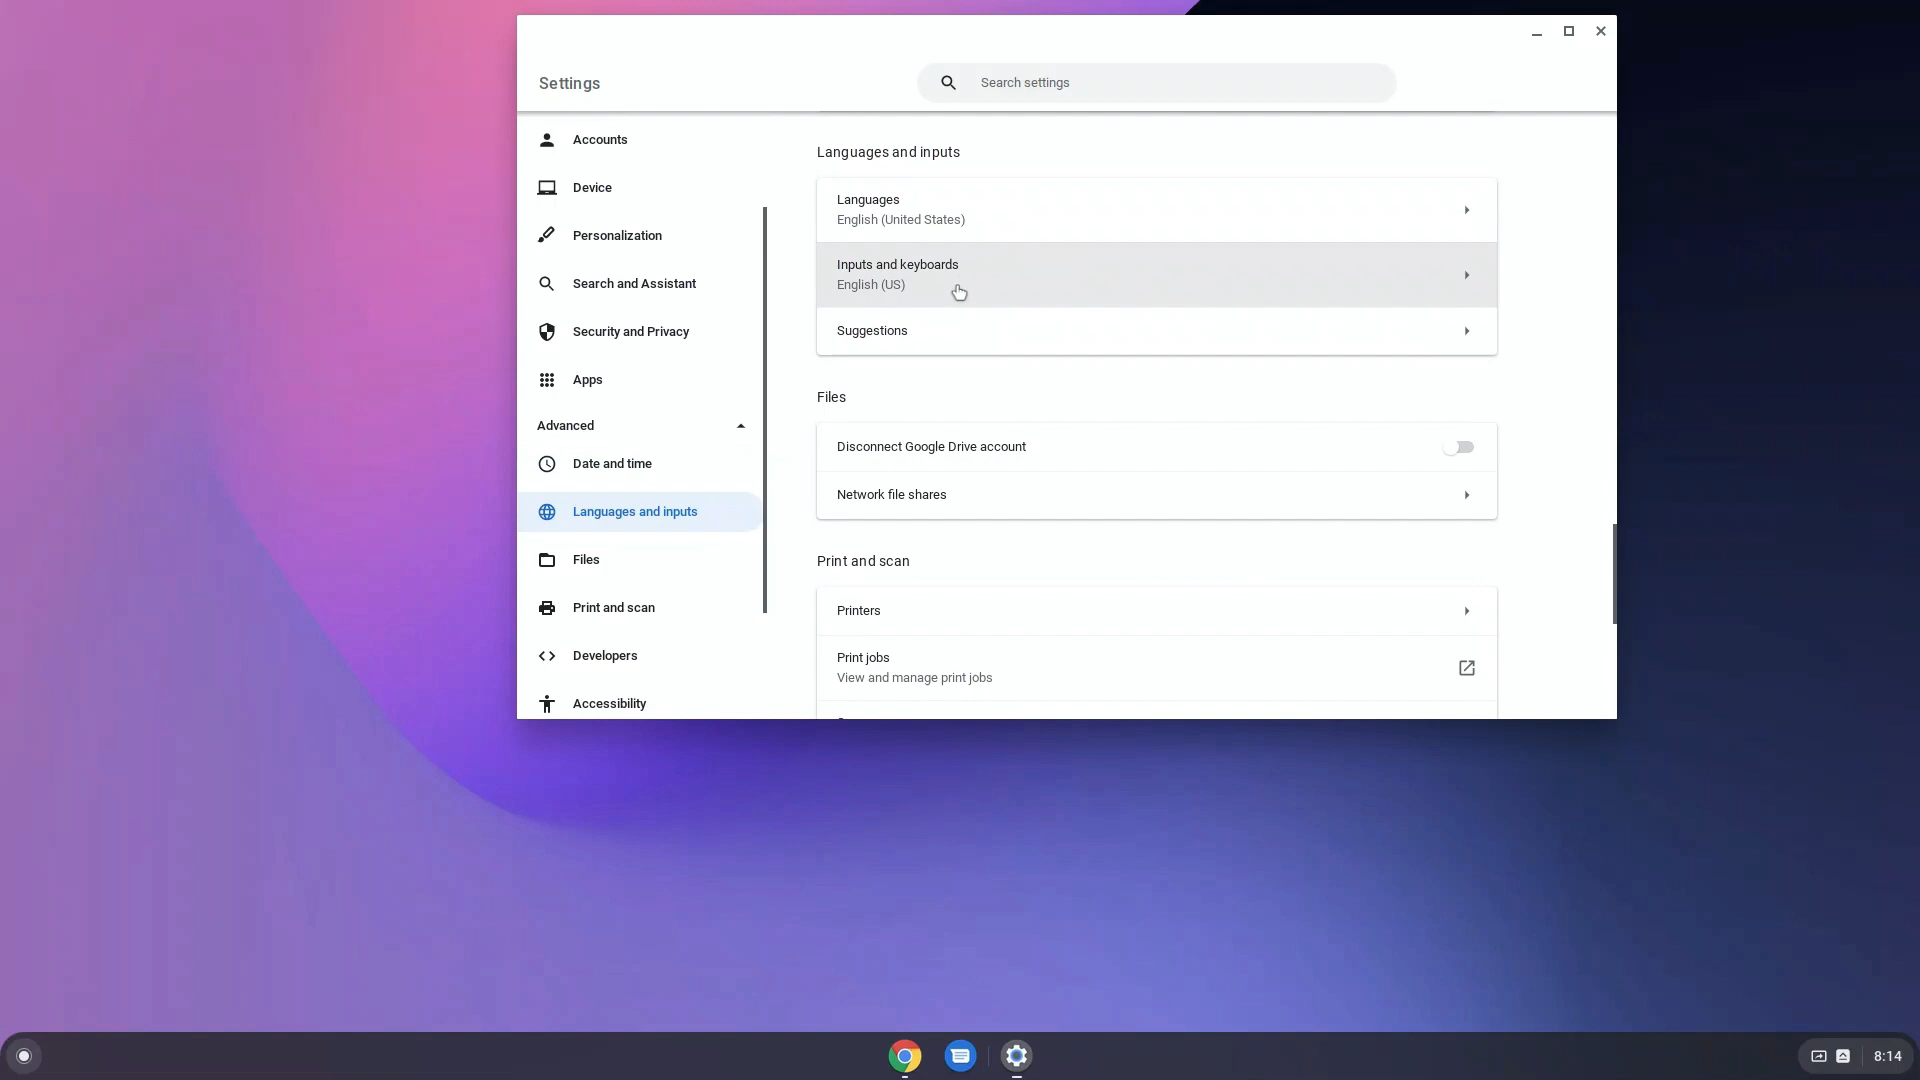 Settings
Search settings
Accounts
Device
Personalization
Search and Assistant
Security and Privacy
Apps
Advanced
Date and time
Languages and inputs
Files
Print and scan
Developers
Accessibility
Languages and inputs
Languages
English (United States)
Inputs and keyboards
English (US)
Suggestions
Files
Disconnect Google Drive account
Network file shares
Print and scan
Printers
Print jobs
View and manage print jobs
8:14